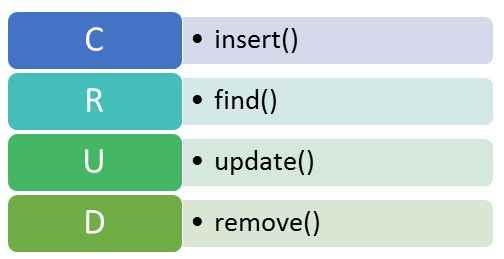 C • insert()
R • find()
U • update()
D • remove()